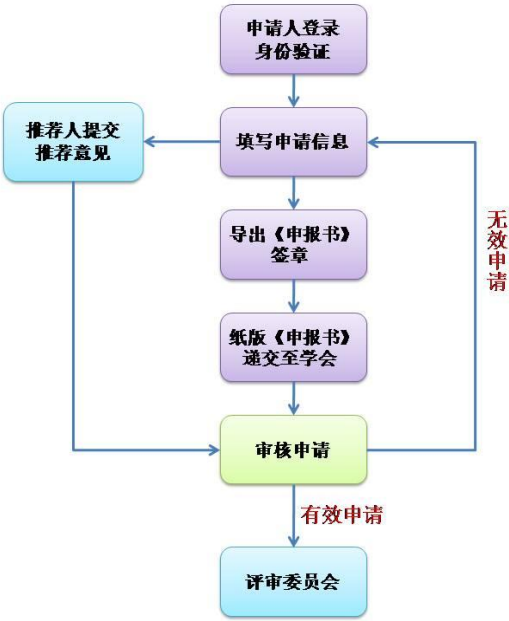 申请人登录
身份验证
推荐人提交
推荐意见
填写申请信息
导出《申报书》
签章
无效申请
纸版《申报书》
递交至学会
审核申请
有效申请
评审委员会